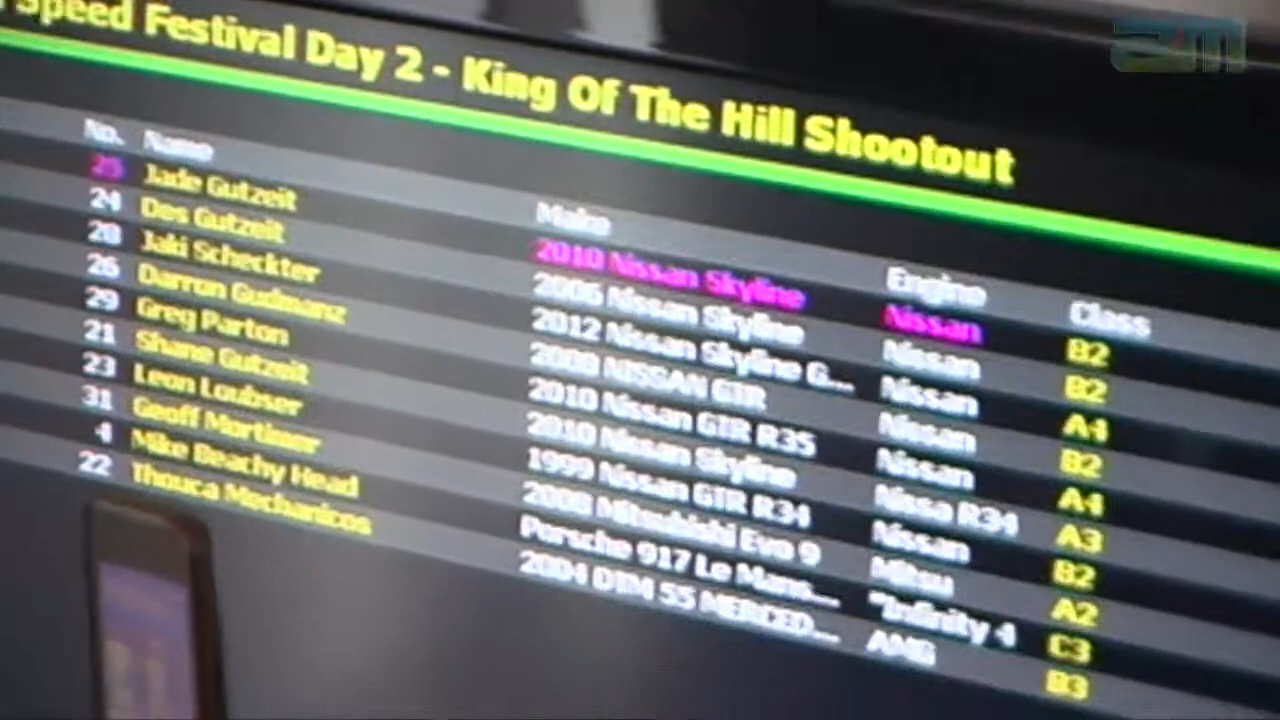 Speed Festival Day 2 - King Of The Hill Shootout
No. Name Make Engine Class
25 Jade Gutzeit 2010 Nissan Skyline Nissan B2
24 Des Gutzeit 2006 Nissan Skyline Nissan B2
28 Jaki Scheckter 2012 Nissan Skyline G... Nissan A4
26 Darron Gudmanz 2009 NISSAN GTR Nissan B2
29 Greg Parton 2010 Nissan GTR R35 Nissan A4
21 Shane Gutzeit 2010 Nissan Skyline Nissa R34 A3
23 Leon Loubser 1999 Nissan GTR R34 Nissan B2
31 Geoff Mortimer 2008 Mitsubishi Evo 9 Mitsu A2
4 Mike Beachy Head Porsche 917 Le Mans... "Infinity 4 C3
22 Thouca Mechanicos 2004 DTM 55 MERCED... AMG B3